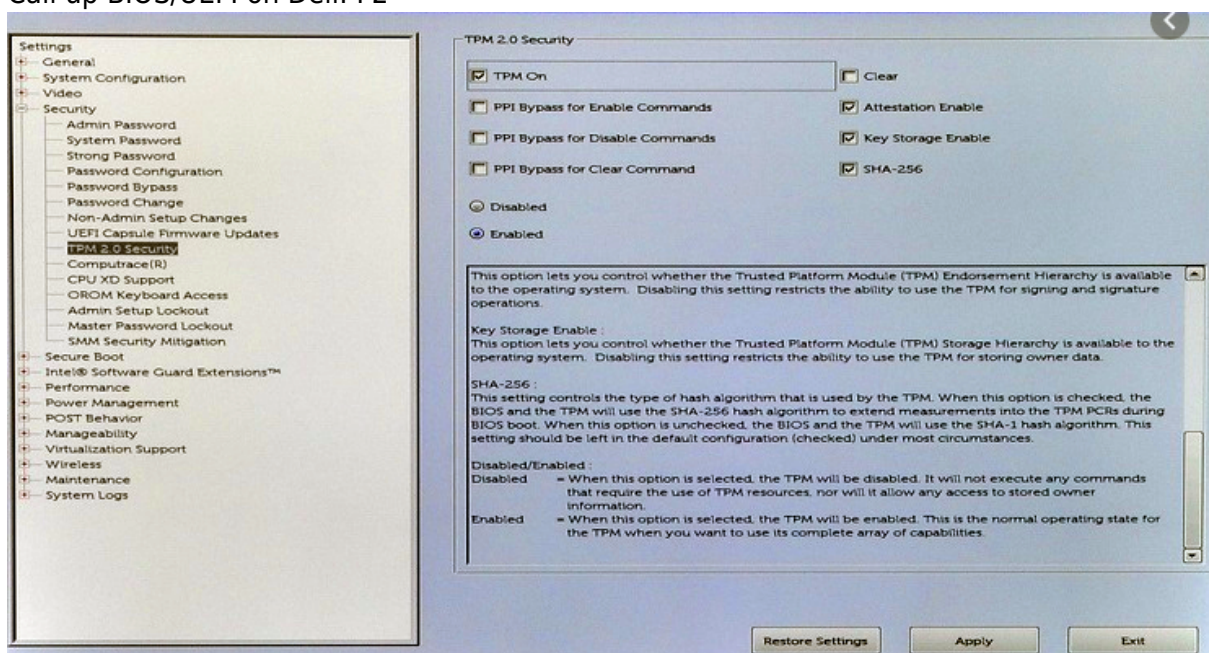 Call up BIOS/UEFI on Dell: F2
Settings
General
System Configuration
Video
Security
Admin Password
System Password
Strong Password
Password Configuration
Password Bypass
Password Change
Non-Admin Setup Changes
UEFI Capsule Firmware Updates
TPM 2.0 Security
Computrace(R)
CPU XD Support
OROM Keyboard Access
Admin Setup Lockout
Master Password Lockout
SMM Security Mitigation
Secure Boot
Intel® Software Guard Extensions™
Performance
Power Management
POST Behavior
Manageability
Virtualization Support
Wireless
Maintenance
System Logs
TPM 2.0 Security
TPM On
Clear
PPI Bypass for Enable Commands
Attestation Enable
PPI Bypass for Disable Commands
Key Storage Enable
PPI Bypass for Clear Command
SHA-256
Disabled
Enabled
This option lets you control whether the Trusted Platform Module (TPM) Endorsement Hierarchy is available
to the operating system. Disabling this setting restricts the ability to use the TPM for signing and signature
operations.
Key Storage Enable :
This option lets you control whether the Trusted Platform Module (TPM) Storage Hierarchy is available to the
operating system. Disabling this setting restricts the ability to use the TPM for storing owner data.
SHA-256 :
This setting controls the type of hash algorithm that is used by the TPM. When this option is checked, the
BIOS and the TPM will use the SHA-256 hash algorithm to extend measurements into the TPM PCRs during
BIOS boot. When this option is unchecked, the BIOS and the TPM will use the SHA-1 hash algorithm. This
setting should be left in the default configuration (checked) under most circumstances.
Disabled/Enabled :
Disabled = When this option is selected, the TPM will be disabled. It will not execute any commands
that require the use of TPM resources, nor will it allow any access to stored owner
information.
Enabled = When this option is selected, the TPM will be enabled. This is the normal operating state for
the TPM when you want to use its complete array of capabilities.
Restore Settings
Apply
Exit